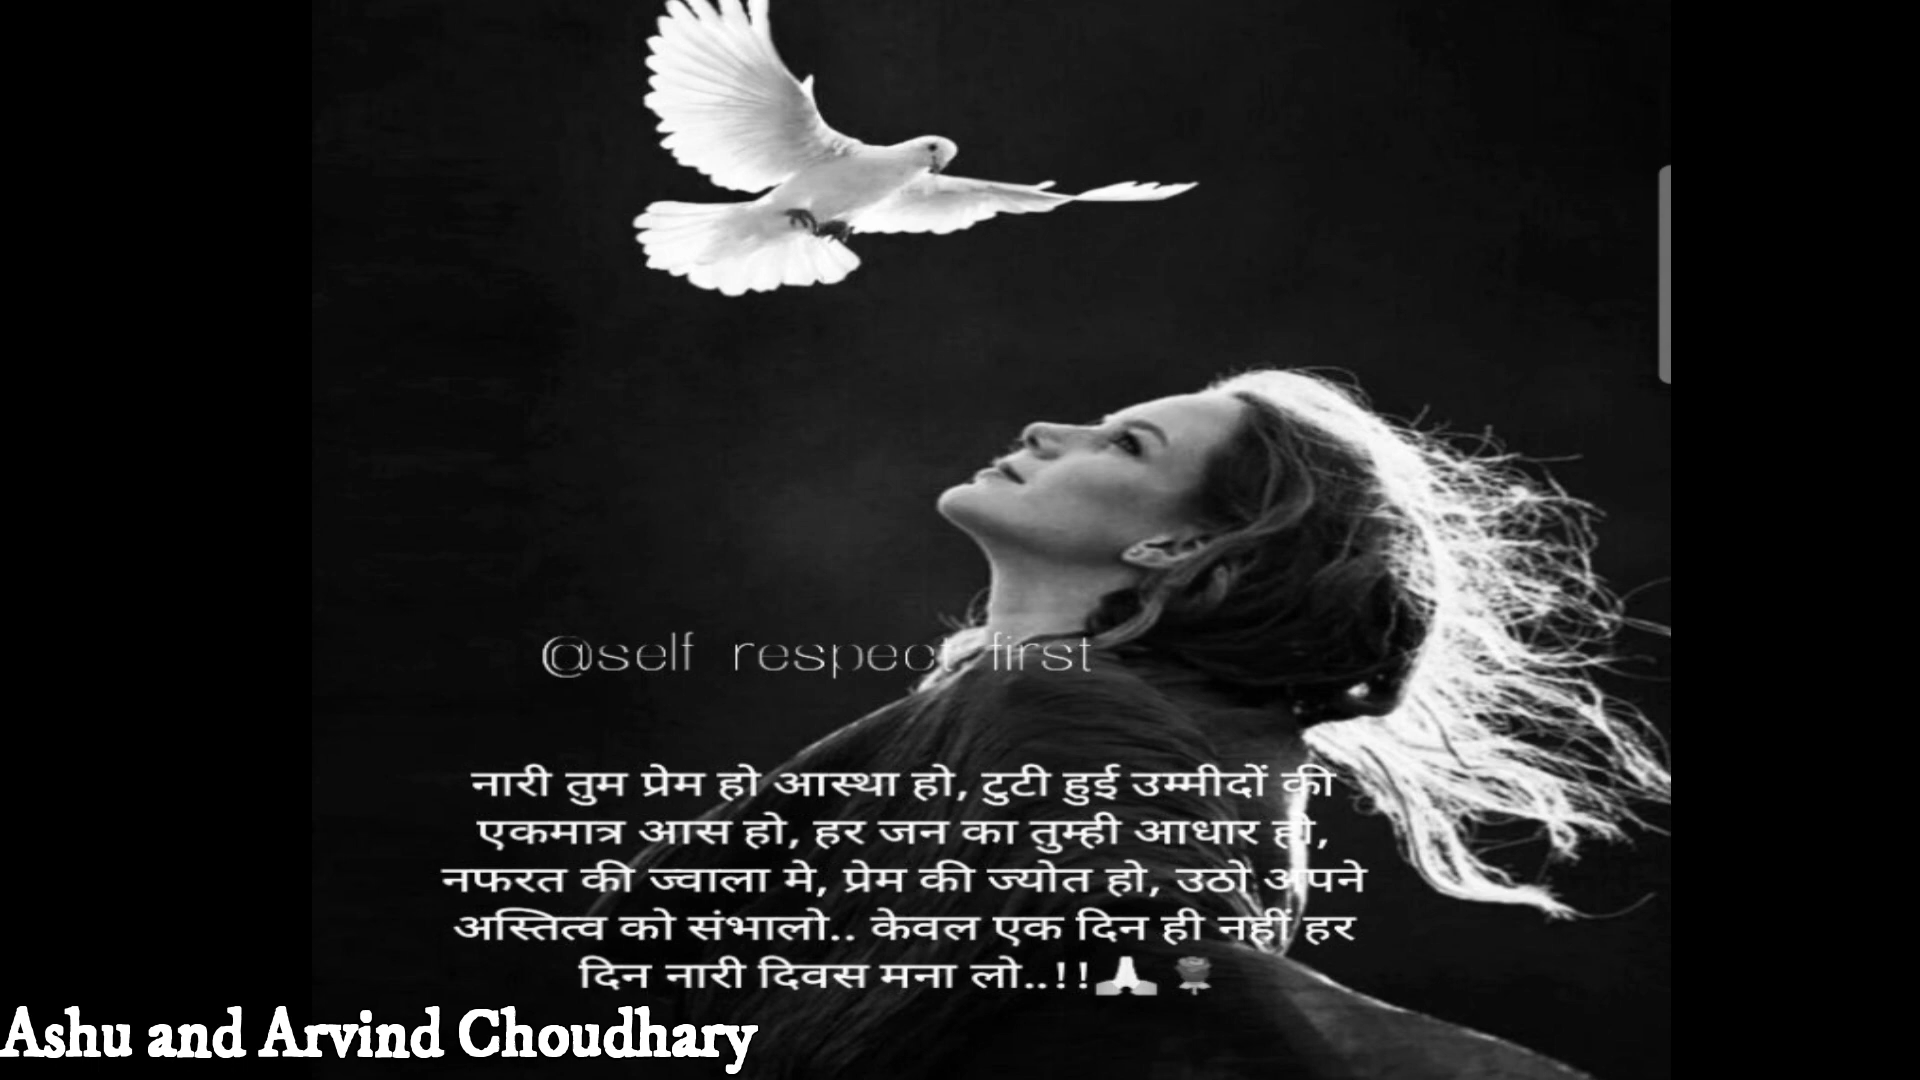 @self respect first
नारी तुम प्रेम हो आस्था हो, टुटी हुई उम्मीदों की
एकमात्र आस हो, हर जन का तुम्ही आधार हो,
नफरत की ज्वाला मे, प्रेम की ज्योत हो, उठो अपने
अस्तित्व को संभालो.. केवल एक दिन ही नहीं हर
दिन नारी दिवस मना लो..!!🙏🌹
Ashu and Arvind Choudhary